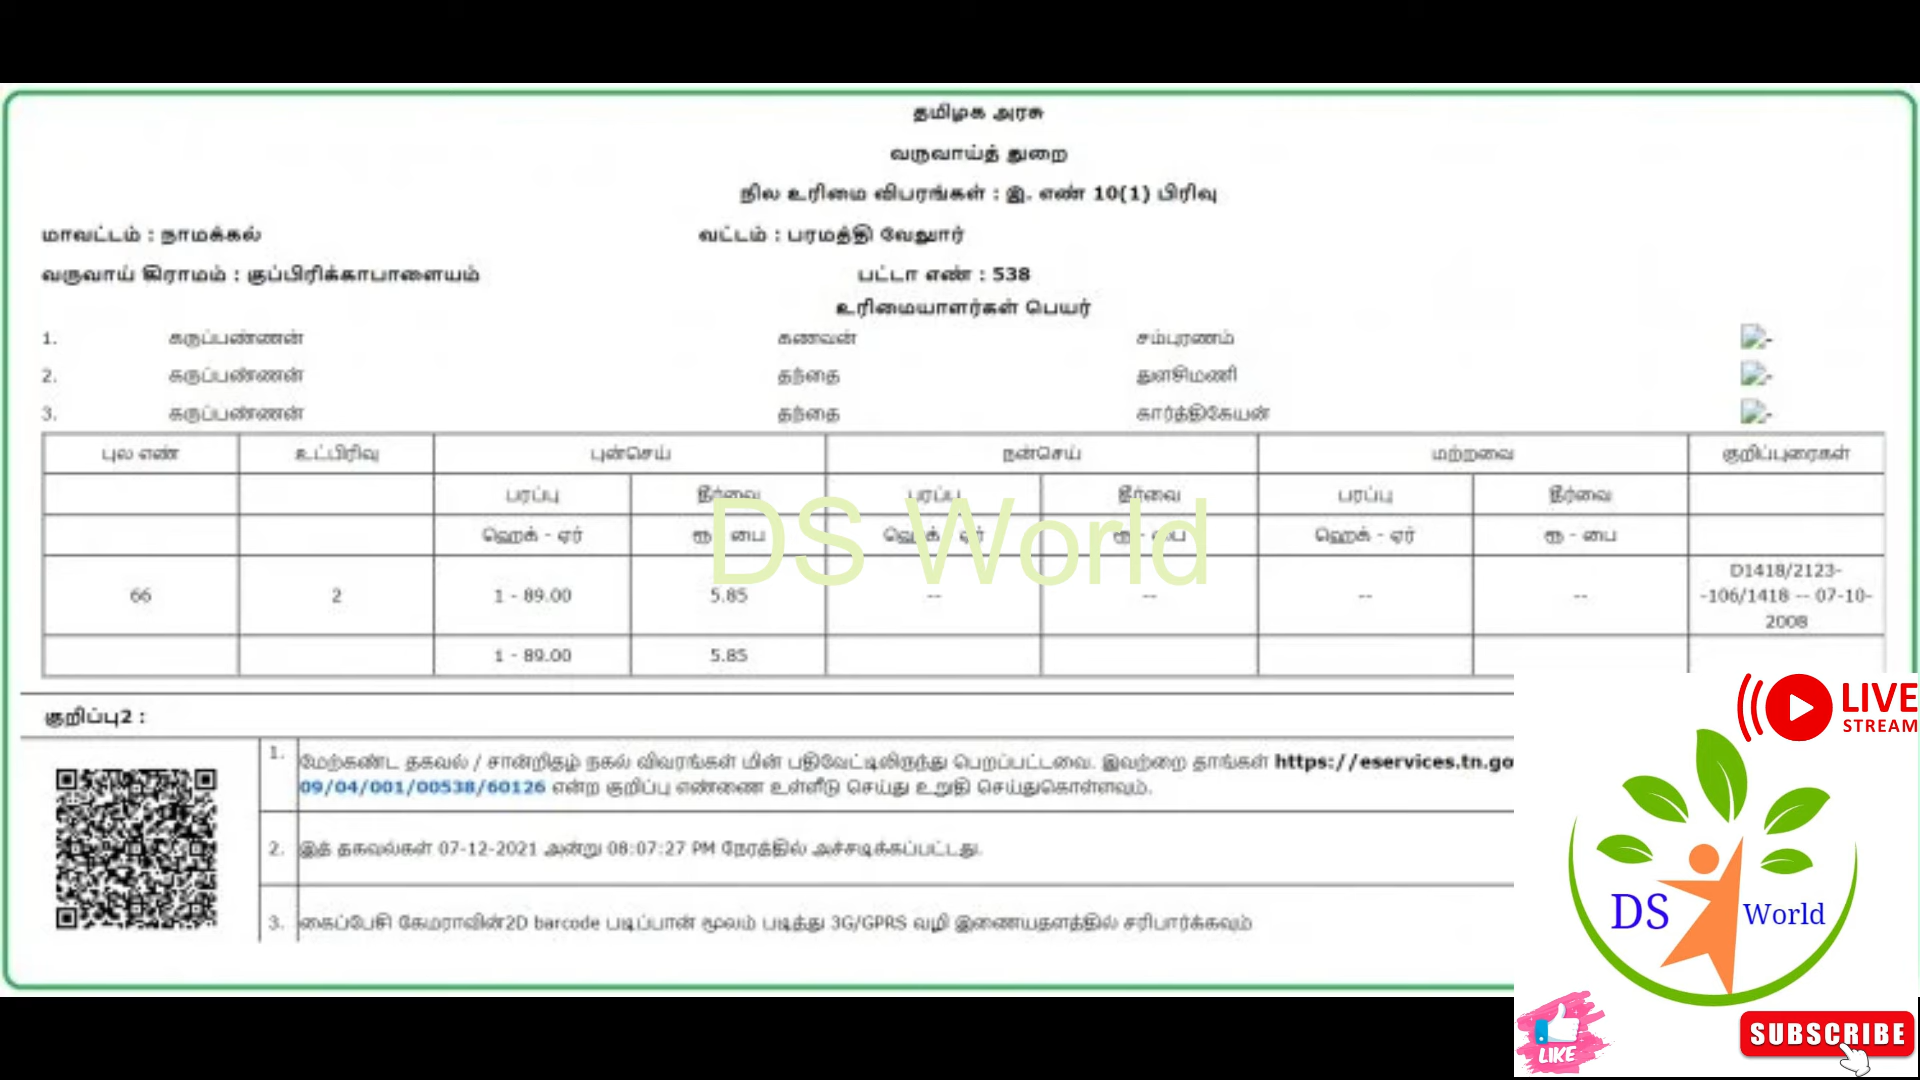 தமிழக அரசு
வருவாய்த் துறை
நில உரிமை விபரங்கள் : இ. எண் 10(1) பிரிவு
மாவட்டம் : நாமக்கல் வட்டம் : பரமத்தி வேலூர்
வருவாய் கிராமம் : குப்பிரிக்காபாளையம் பட்டா எண் : 538
உரிமையாளர்கள் பெயர்
1. கருப்பண்ணன் கணவன் சம்புரணம் -
2. கருப்பண்ணன் தந்தை துளசிமணி -
3. கருப்பண்ணன் தந்தை கார்த்திகேயன் -
புல எண் உட்பிரிவு புன்செய் நன்செய் மற்றவை குறிப்புரைகள்
பரப்பு தீர்வை பரப்பு தீர்வை பரப்பு தீர்வை
ஹெக் - ஏர் ரூ - பை ஹெக் - ஏர் ரூ - பை ஹெக் - ஏர் ரூ - பை
DS World
66 2 1 - 89.00 5.85 -- -- -- -- D1418/2123-
-106/1418 -- 07-10-
2008
1 - 89.00 5.85
குறிப்பு2 :
1. மேற்கண்ட தகவல் / சான்றிதழ் நகல் விவரங்கள் மின் பதிவேட்டிலிருந்து பெறப்பட்டவை. இவற்றை தாங்கள் https://eservices.tn.go
09/04/001/00538/60126 என்ற குறிப்பு எண்ணை உள்ளீடு செய்து உறுதி செய்துகொள்ளவும்.
2. இத் தகவல்கள் 07-12-2021 அன்று 08:07:27 PM நேரத்தில் அச்சடிக்கப்பட்டது.
3. கைப்பேசி கேமராவின்2D barcode படிப்பான் மூலம் படித்து 3G/GPRS வழி இணையதளத்தில் சரிபார்க்கவும்
LIVE
STREAM
DS World
LIKE
SUBSCRIBE